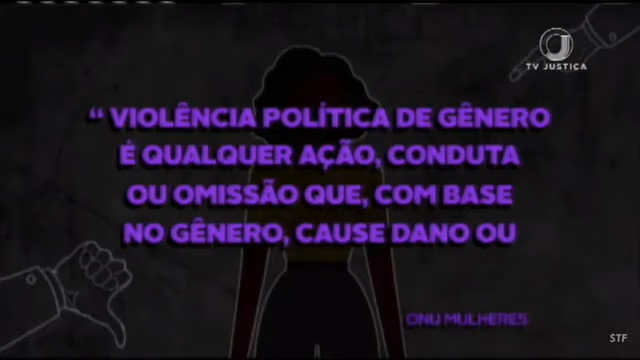 TV JUSTIÇA
“ VIOLÊNCIA POLÍTICA DE GÊNERO
É QUALQUER AÇÃO, CONDUTA
OU OMISSÃO QUE, COM BASE
NO GÊNERO, CAUSE DANO OU
ONU MULHERES
STF